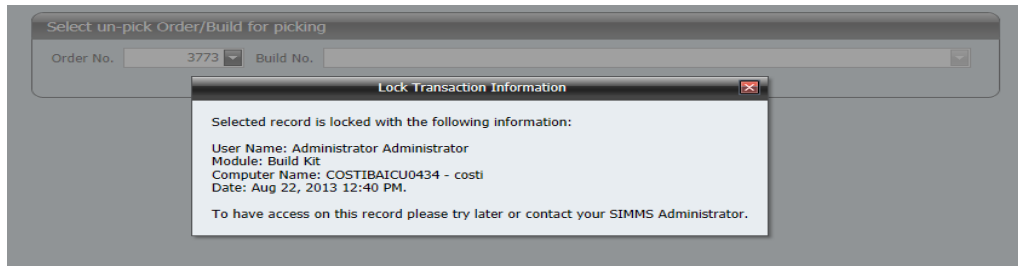 Select un-pick Order/Build for picking
Order No. 3773 Build No.
Lock Transaction Information
Selected record is locked with the following information:
User Name: Administrator Administrator
Module: Build Kit
Computer Name: COSTIBAICU0434 - costi
Date: Aug 22, 2013 12:40 PM.
To have access on this record please try later or contact your SIMMS Administrator.